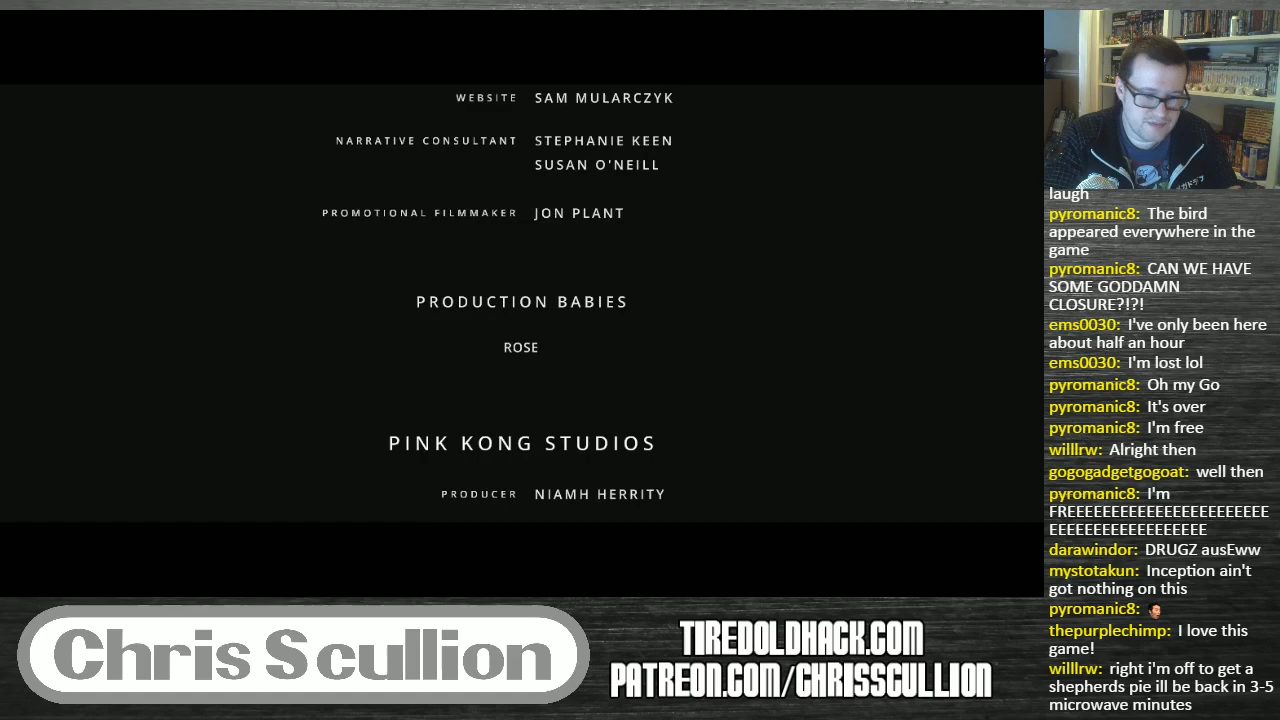 WEBSITE SAM MULARCZYK
NARRATIVE CONSULTANT STEPHANIE KEEN
SUSAN O'NEILL
PROMOTIONAL FILMMAKER JON PLANT
PRODUCTION BABIES
ROSE
PINK KONG STUDIOS
PRODUCER NIAMH HERRITY
laugh
pyromanic8: The bird
appeared everywhere in the
game
pyromanic8: CAN WE HAVE
SOME GODDAMN
CLOSURE?!?!
ems0030: I've only been here
about half an hour
ems0030: I'm lost lol
pyromanic8: Oh my Go
pyromanic8: It's over
pyromanic8: I'm free
willlrw: Alright then
gogogadgetgogoat: well then
pyromanic8: I'm
FREEEEEEEEEEEEEEEEEEEEEEE
EEEEEEEEEEEEEEEEEE
darawindor: DRUGZ ausEww
mystotakun: Inception ain't
got nothing on this
pyromanic8:
thepurplechimp: I love this
game!
willlrw: right i'm off to get a
shepherds pie ill be back in 3-5
microwave minutes
Chris Scullion
TIREDOLDHACK.COM
PATREON.COM/CHRISSCULLION